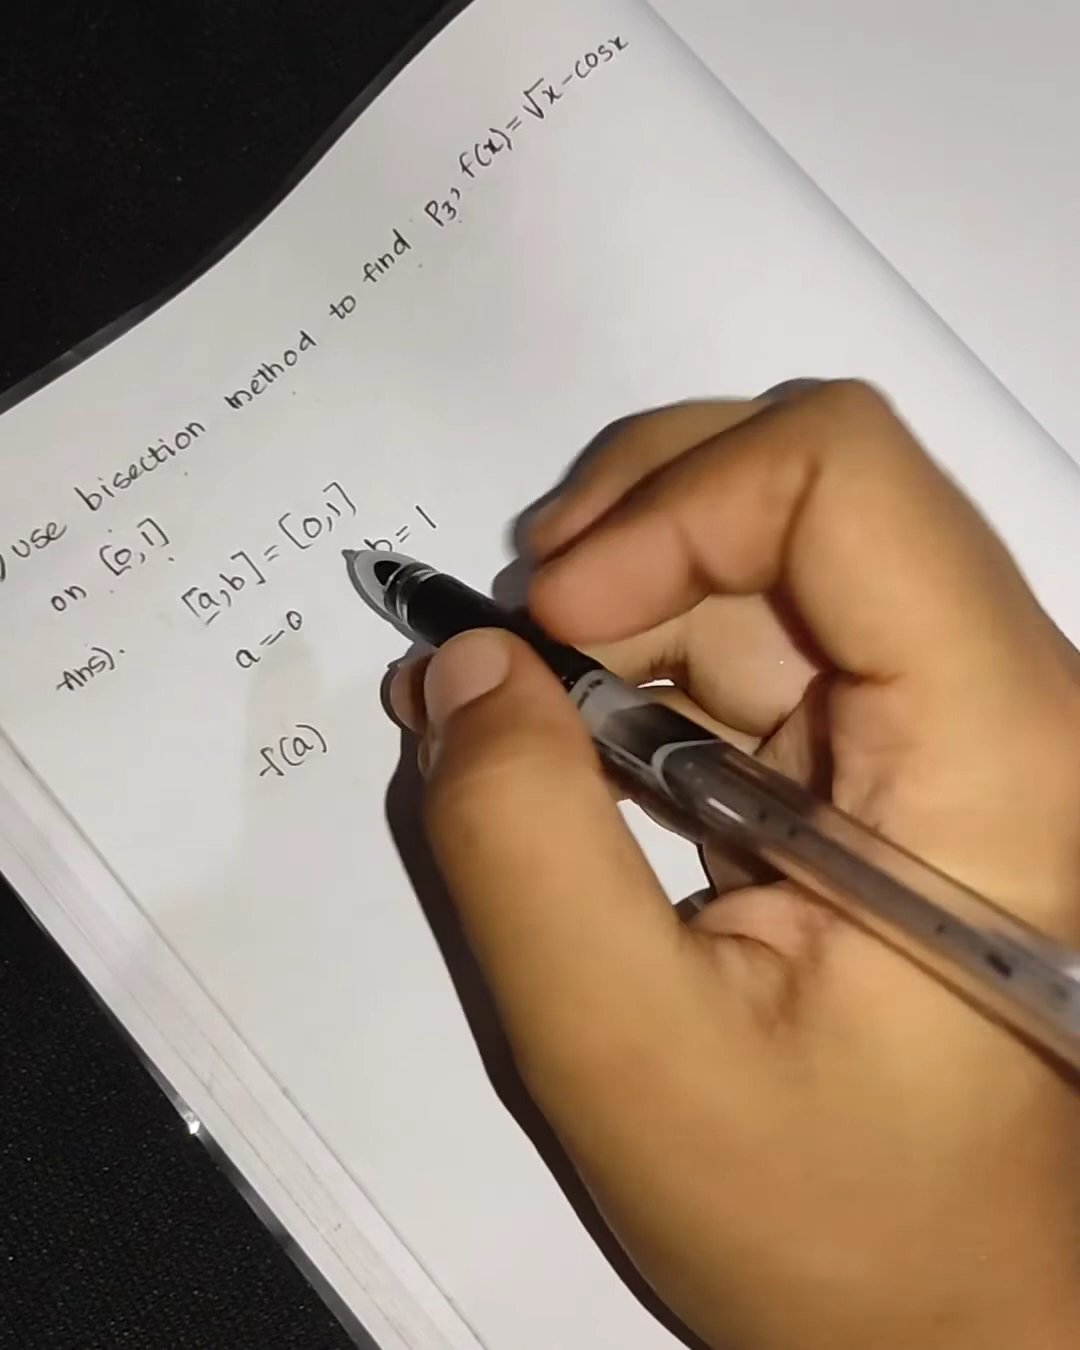 ) use bisection method to find P₃, f(x) = √x - cosx
on [0,1]
Ans). [a,b] = [0,1]
a = 0 b = 1
f(a)